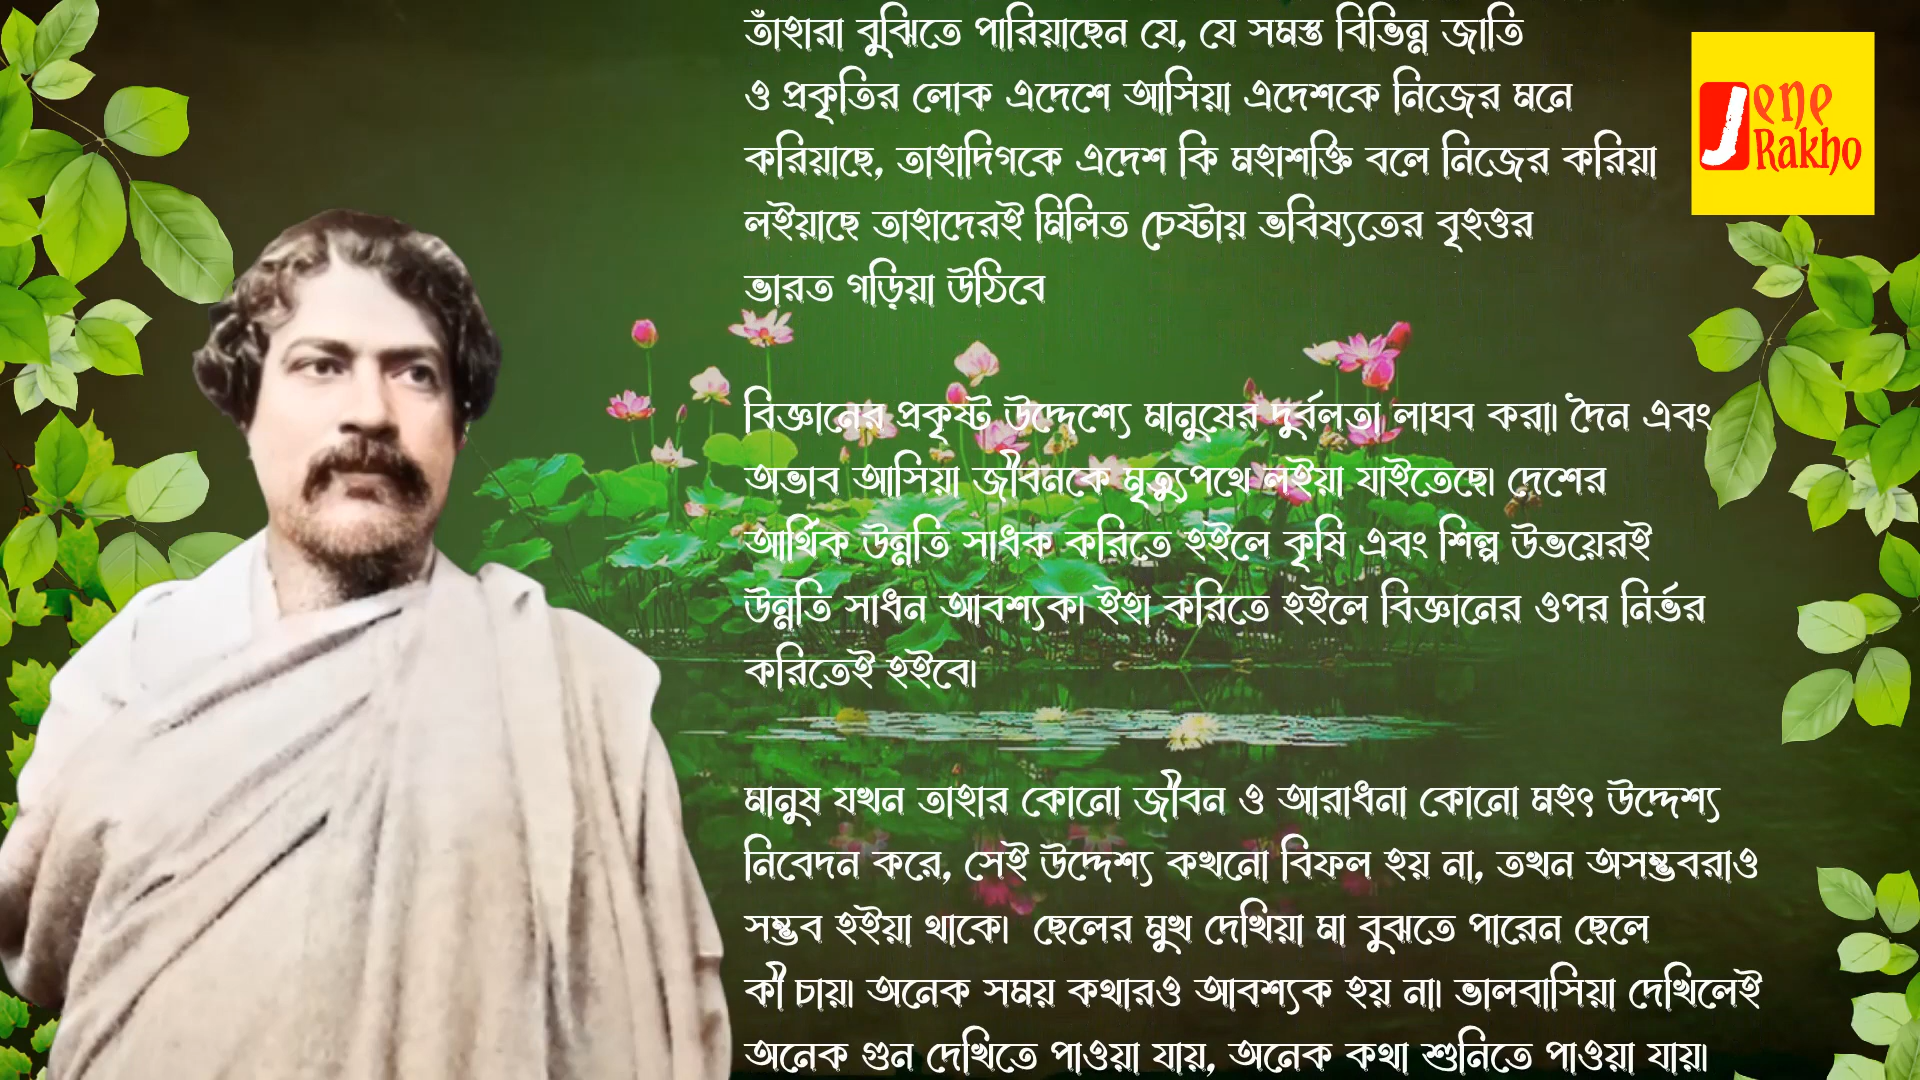 তাঁহারা বুঝিতে পারিয়াছেন যে, যে সমস্ত বিভিন্ন জাতি
ও প্রকৃতির লোক এদেশে আসিয়া এদেশকে নিজের মনে
করিয়াছে, তাহাদিগকে এদেশ কি মহাশক্তি বলে নিজের করিয়া
লইয়াছে তাহাদেরই মিলিত চেষ্টায় ভবিষ্যতের বৃহওর
ভারত গড়িয়া উঠিবে
Jene
Rakho
বিজ্ঞানের প্রকৃষ্ট উদ্দেশ্যে মানুষের দুর্বলতা লাঘব করা। দৈন এবং
অভাব আসিয়া জীবনকে মৃত্যুপথে লইয়া যাইতেছে। দেশের
আর্থিক উন্নতি সাধক করিতে হইলে কৃষি এবং শিল্প উভয়েরই
উন্নতি সাধন আবশ্যক। ইহা করিতে হইলে বিজ্ঞানের ওপর নির্ভর
করিতেই হইবে।
মানুষ যখন তাহার কোনো জীবন ও আরাধনা কোনো মহৎ উদ্দেশ্য
নিবেদন করে, সেই উদ্দেশ্য কখনো বিফল হয় না, তখন অসম্ভবরাও
সম্ভব হইয়া থাকে। ছেলের মুখ দেখিয়া মা বুঝতে পারেন ছেলে
কী চায়। অনেক সময় কথারও আবশ্যক হয় না। ভালবাসিয়া দেখিলেই
অনেক গুন দেখিতে পাওয়া যায়, অনেক কথা শুনিতে পাওয়া যায়।